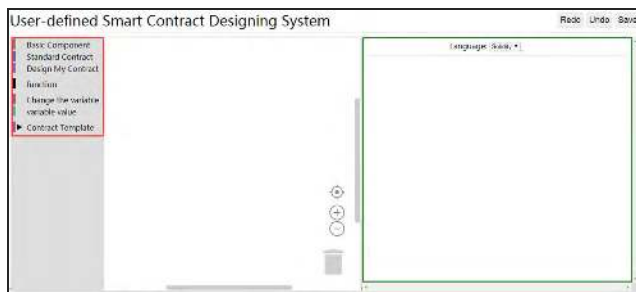 User-defined Smart Contract Designing System
Redo Undo Save
Basic Component
Standard Contract
Design My Contract
function
Change the variable
variable value
Contract Template
Language: